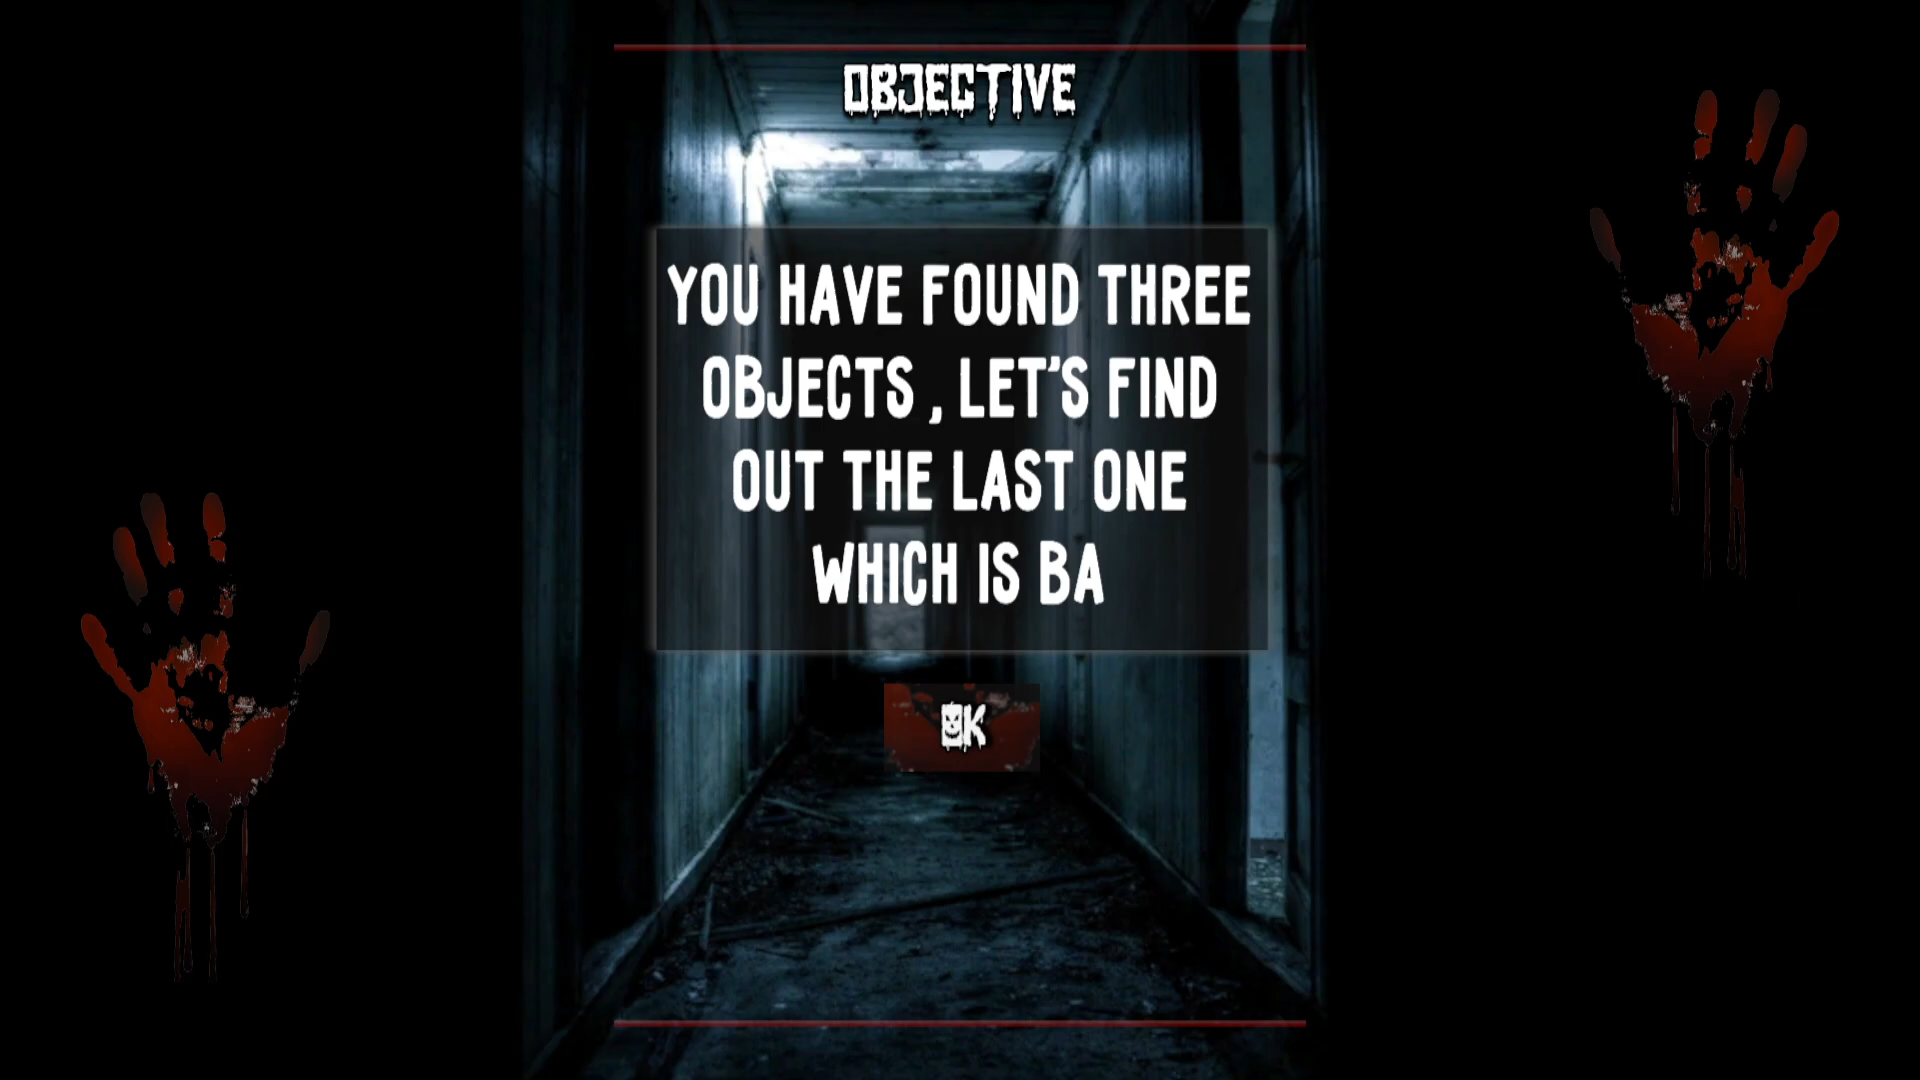 OBJECTIVE
YOU HAVE FOUND THREE
OBJECTS , LET'S FIND
OUT THE LAST ONE
WHICH IS BA
OK